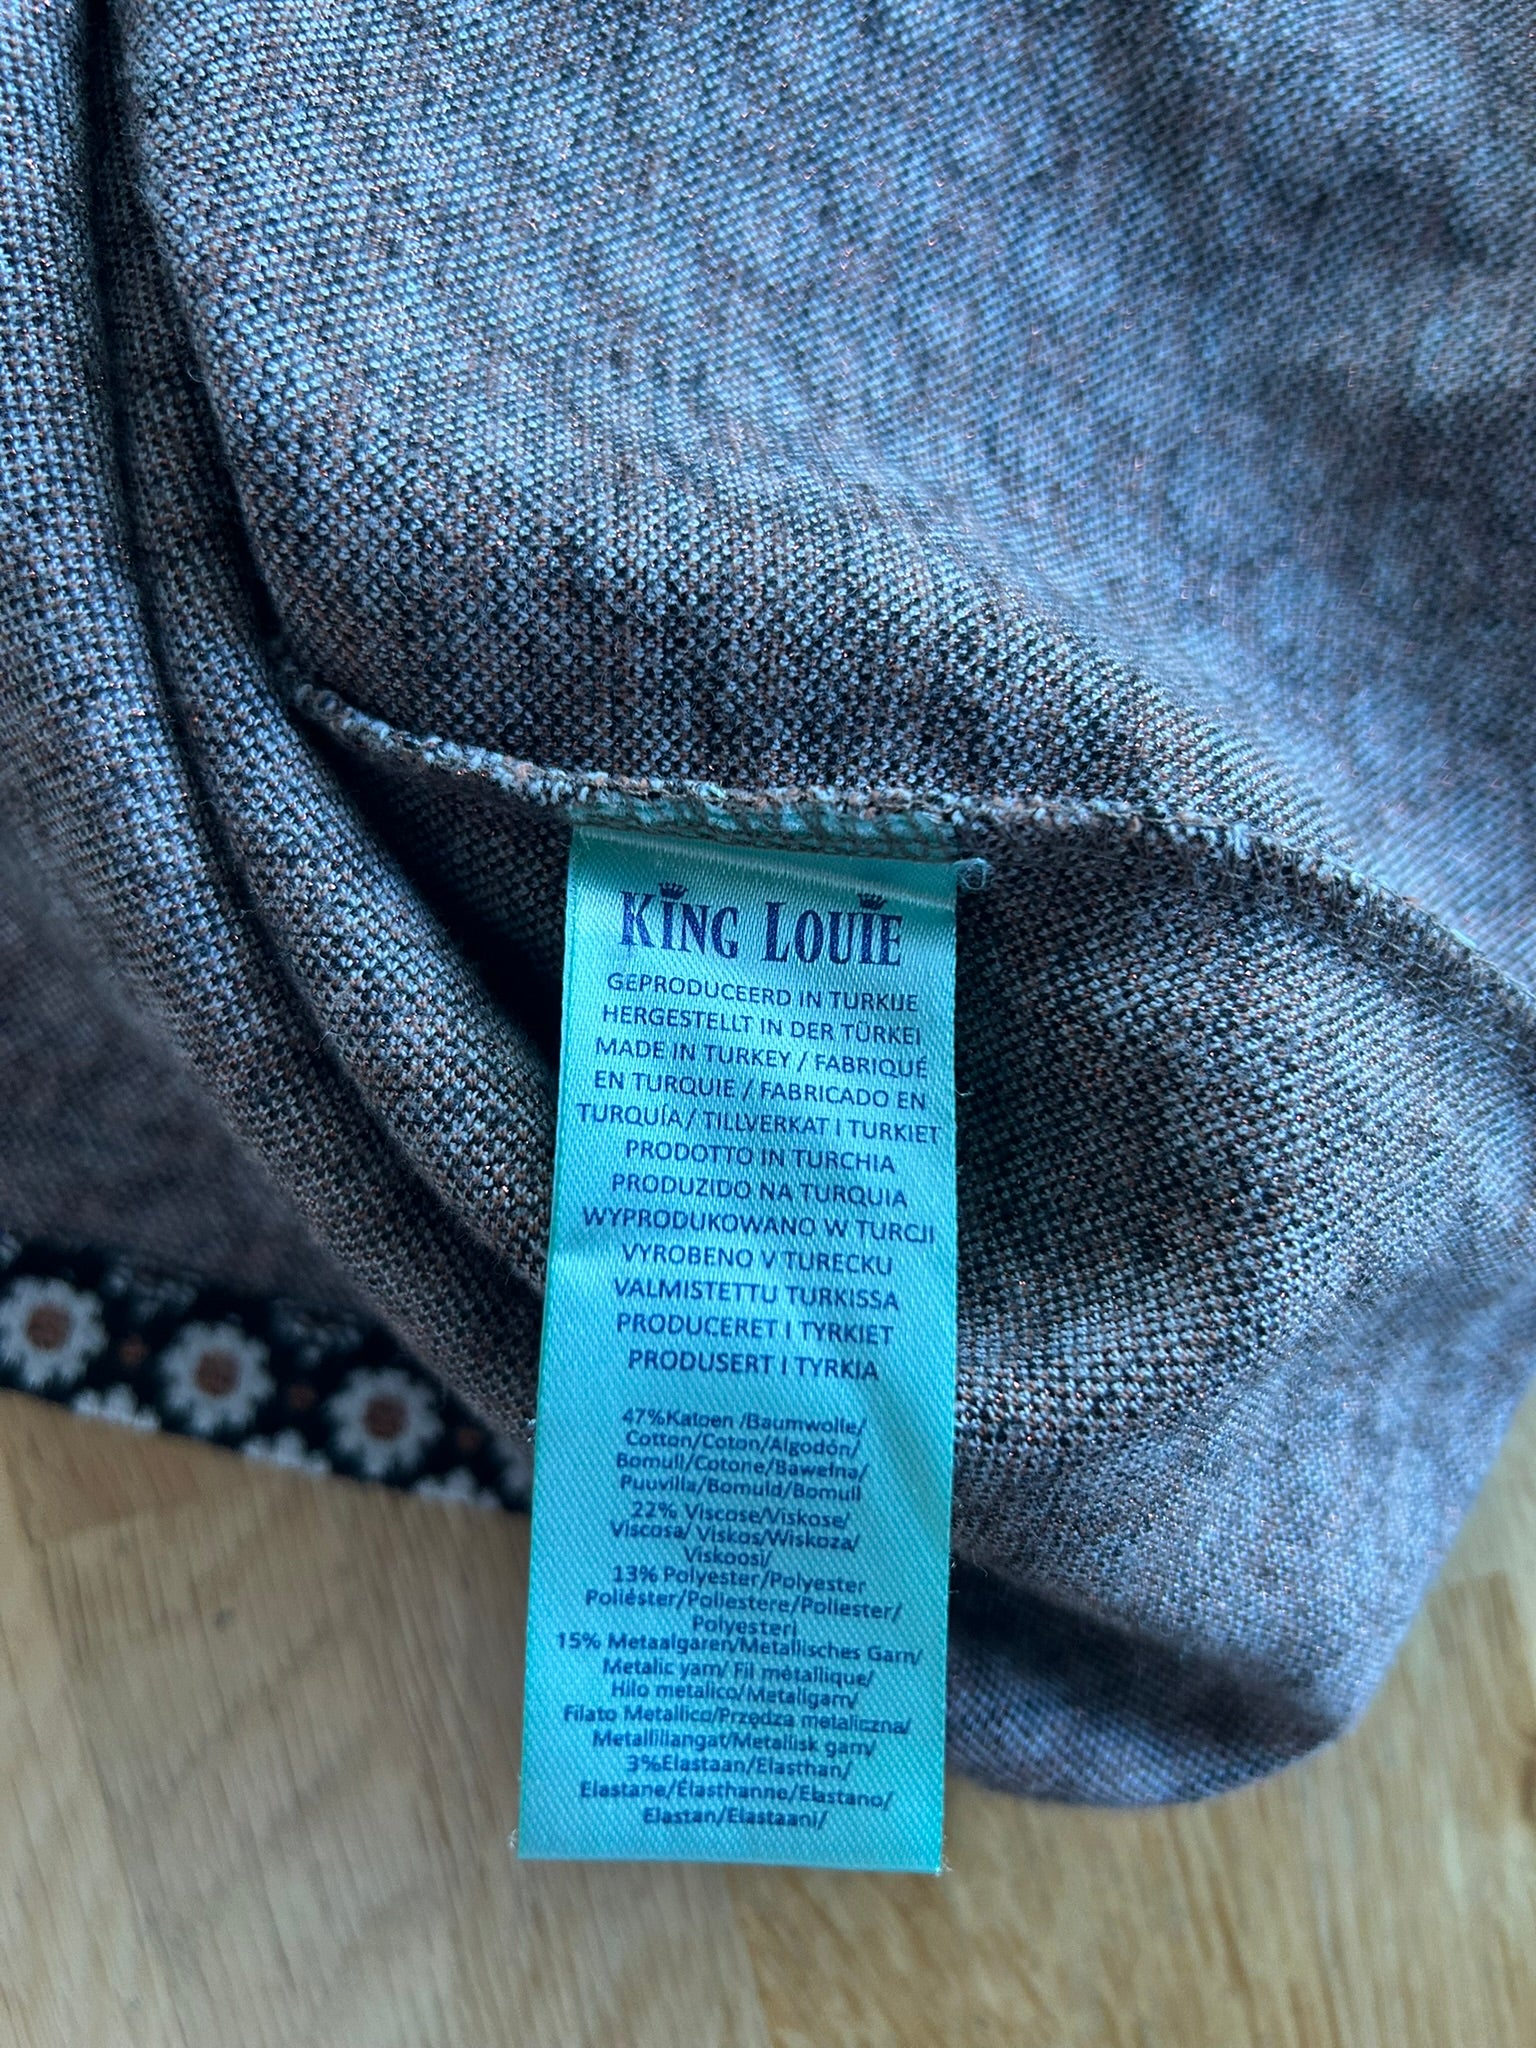 KING LOUIE
GEPRODUCEERD IN TURKIJE
HERGESTELLT IN DER TÜRKEI
MADE IN TURKEY / FABRIQUÉ
EN TURQUIE / FABRICADO EN
TURQUÍA/ TILLVERKAT I TURKIET
PRODOTTO IN TURCHIA
PRODUZIDO NA TURQUIA
WYPRODUKOWANO W TURCJI
VYROBENO V TURECKU
VALMISTETTU TURKISSA
PRODUCERET I TYRKIET
PRODUSERT I TYRKIA
47%Katoen /Baumwolle/
Cotton/Coton/Algodón/
Bomull/Cotone/Bawełna/
Puuvilla/Bomuld/Bomull
22% Viscose/Viskose/
Viscosa/ Viskos/Wiskoza/
Viskoosi/
13% Polyester/Polyester
Poliéster/Poliestere/Poliester/
Polyesteri
15% Metaalgaren/Metallisches Garn/
Metalic yarn/ Fil métallique/
Hilo metalico/Metallgarn/
Filato Metallico/Przędza metaliczna/
Metallillangat/Metallisk garn/
3%Elastaan/Elasthan/
Elastane/Élasthanne/Elastano/
Elastan/Elastaani/